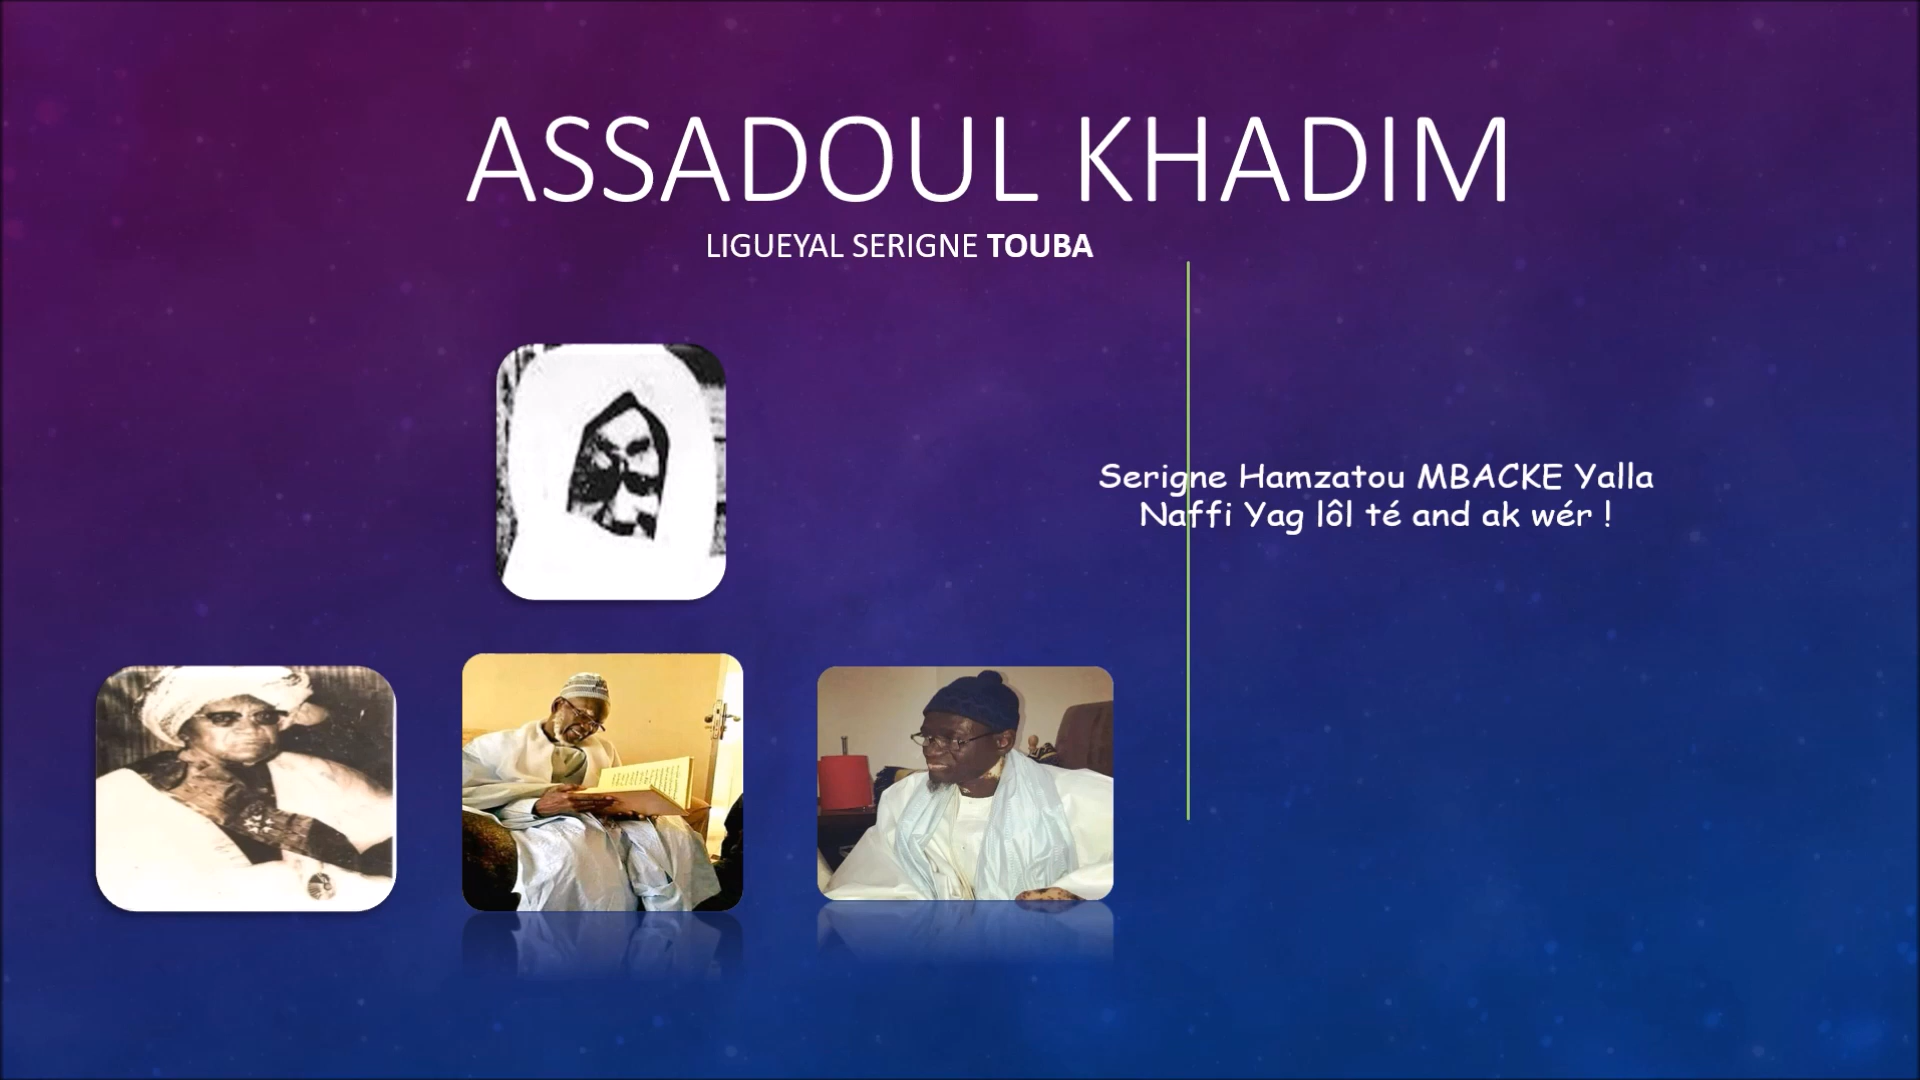 ASSADOUL KHADIM
LIGUEYAL SERIGNE TOUBA
Serigne Hamzatou MBACKE Yalla
Naffi Yag lôl té and ak wér !